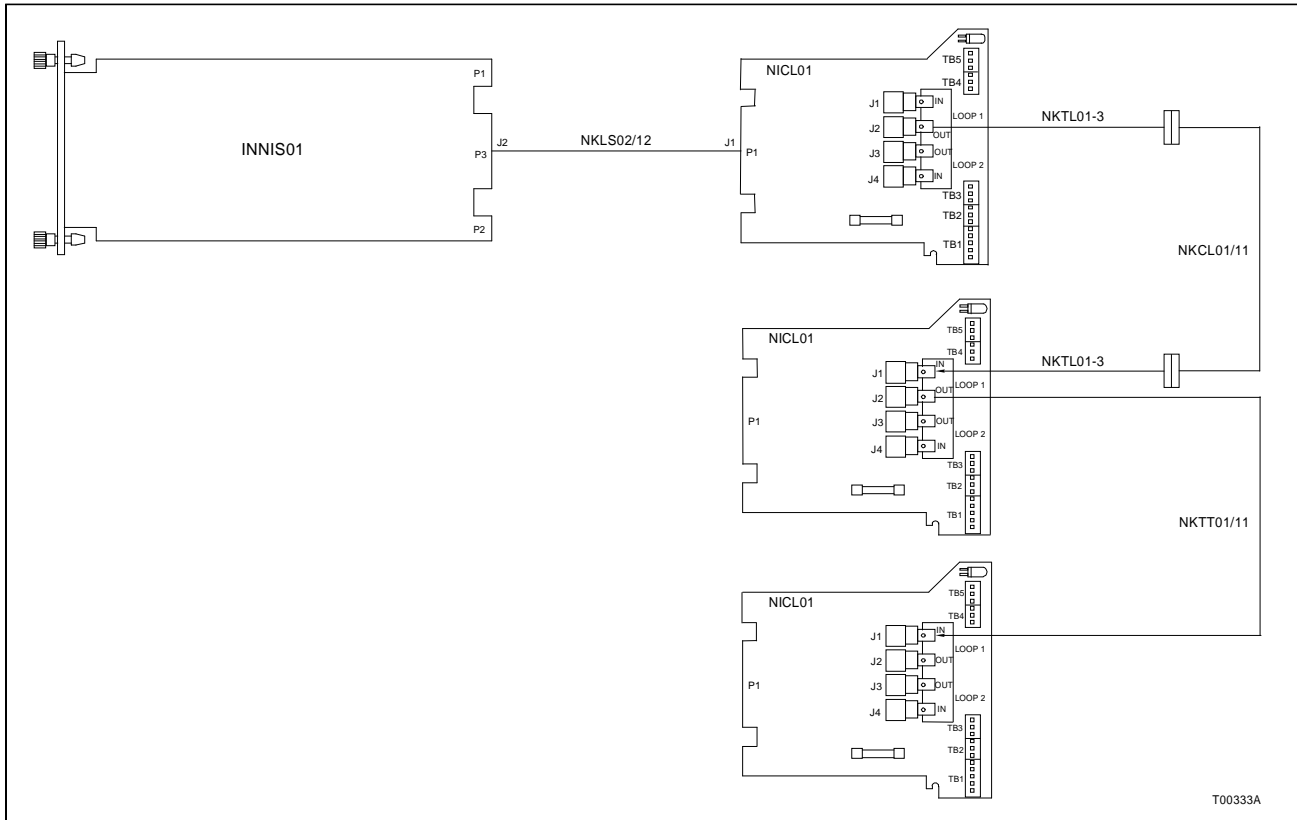 INNIS01
P1
P3
P2
J2
NKLS02/12
J1
NICL01
P1
TB5
TB4
J1
IN
LOOP 1
J2
OUT
J3
OUT
LOOP 2
J4
IN
TB3
TB2
TB1
NKTL01-3
NKCL01/11
NICL01
P1
TB5
TB4
J1
IN
LOOP 1
J2
OUT
J3
OUT
LOOP 2
J4
IN
TB3
TB2
TB1
NKTL01-3
NKTT01/11
NICL01
P1
TB5
TB4
J1
IN
LOOP 1
J2
OUT
J3
OUT
LOOP 2
J4
IN
TB3
TB2
TB1
T00333A